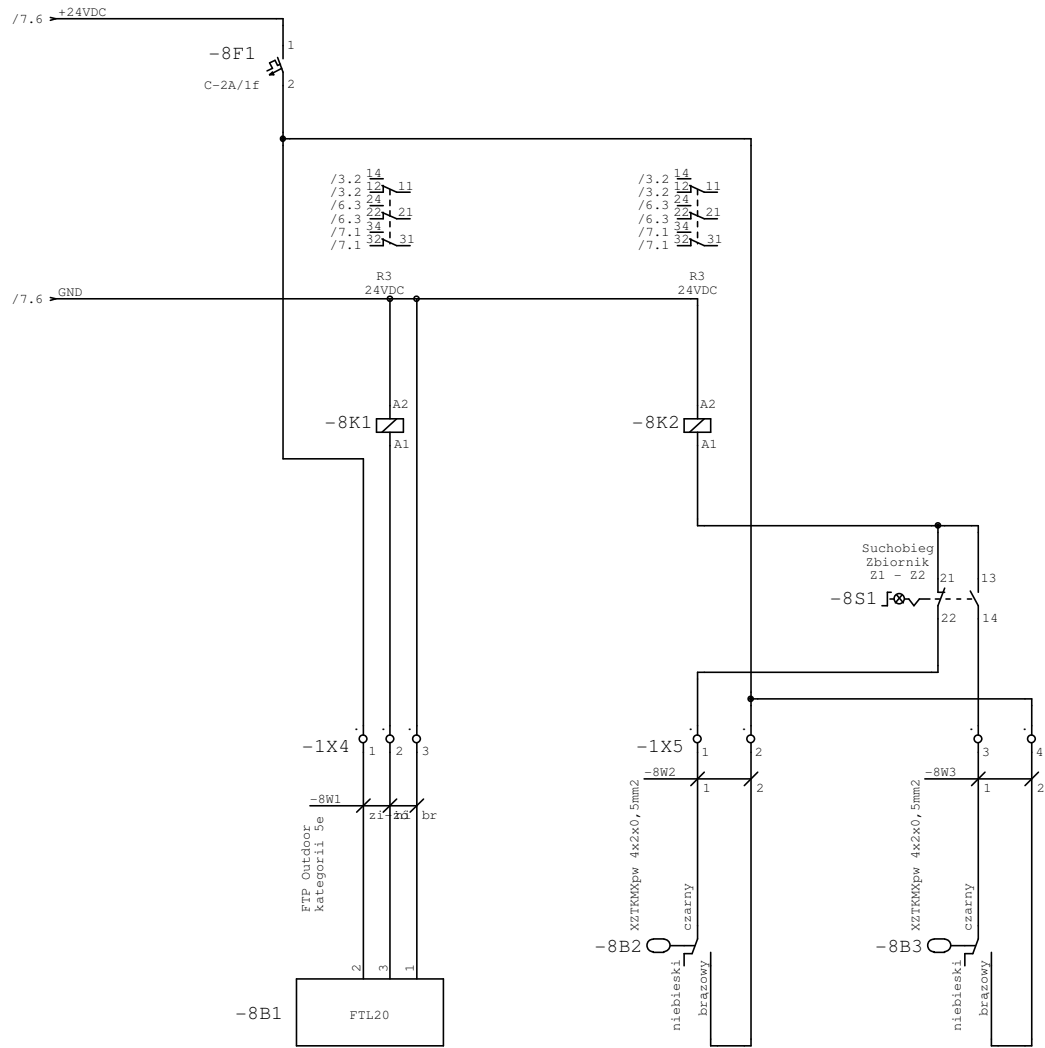 /7.6 +24VDC
-8F1
1
C-2A/1f
2
/3.2 14
/3.2 12 11
/6.3 24
/6.3 22 21
/7.1 34
/7.1 32 31
/3.2 14
/3.2 12 11
/6.3 24
/6.3 22 21
/7.1 34
/7.1 32 31
R3
24VDC
R3
24VDC
/7.6 GND
A2
-8K1
A1
A2
-8K2
A1
Suchobieg
Zbiornik
Z1 - Z2
21 13
-8S1
22 14
-1X4 1 2 3
-1X5 1 2 3 4
-8W1
zi-
br
FTP Outdoor
kategorii 5e
-8W2
1 2
XZTKMXpw 4x2x0,5mm2
czarny
-8W3
1 2
XZTKMXpw 4x2x0,5mm2
czarny
-8B2
niebieski
brązowy
-8B3
niebieski
brązowy
2 3 1
-8B1
FTL20